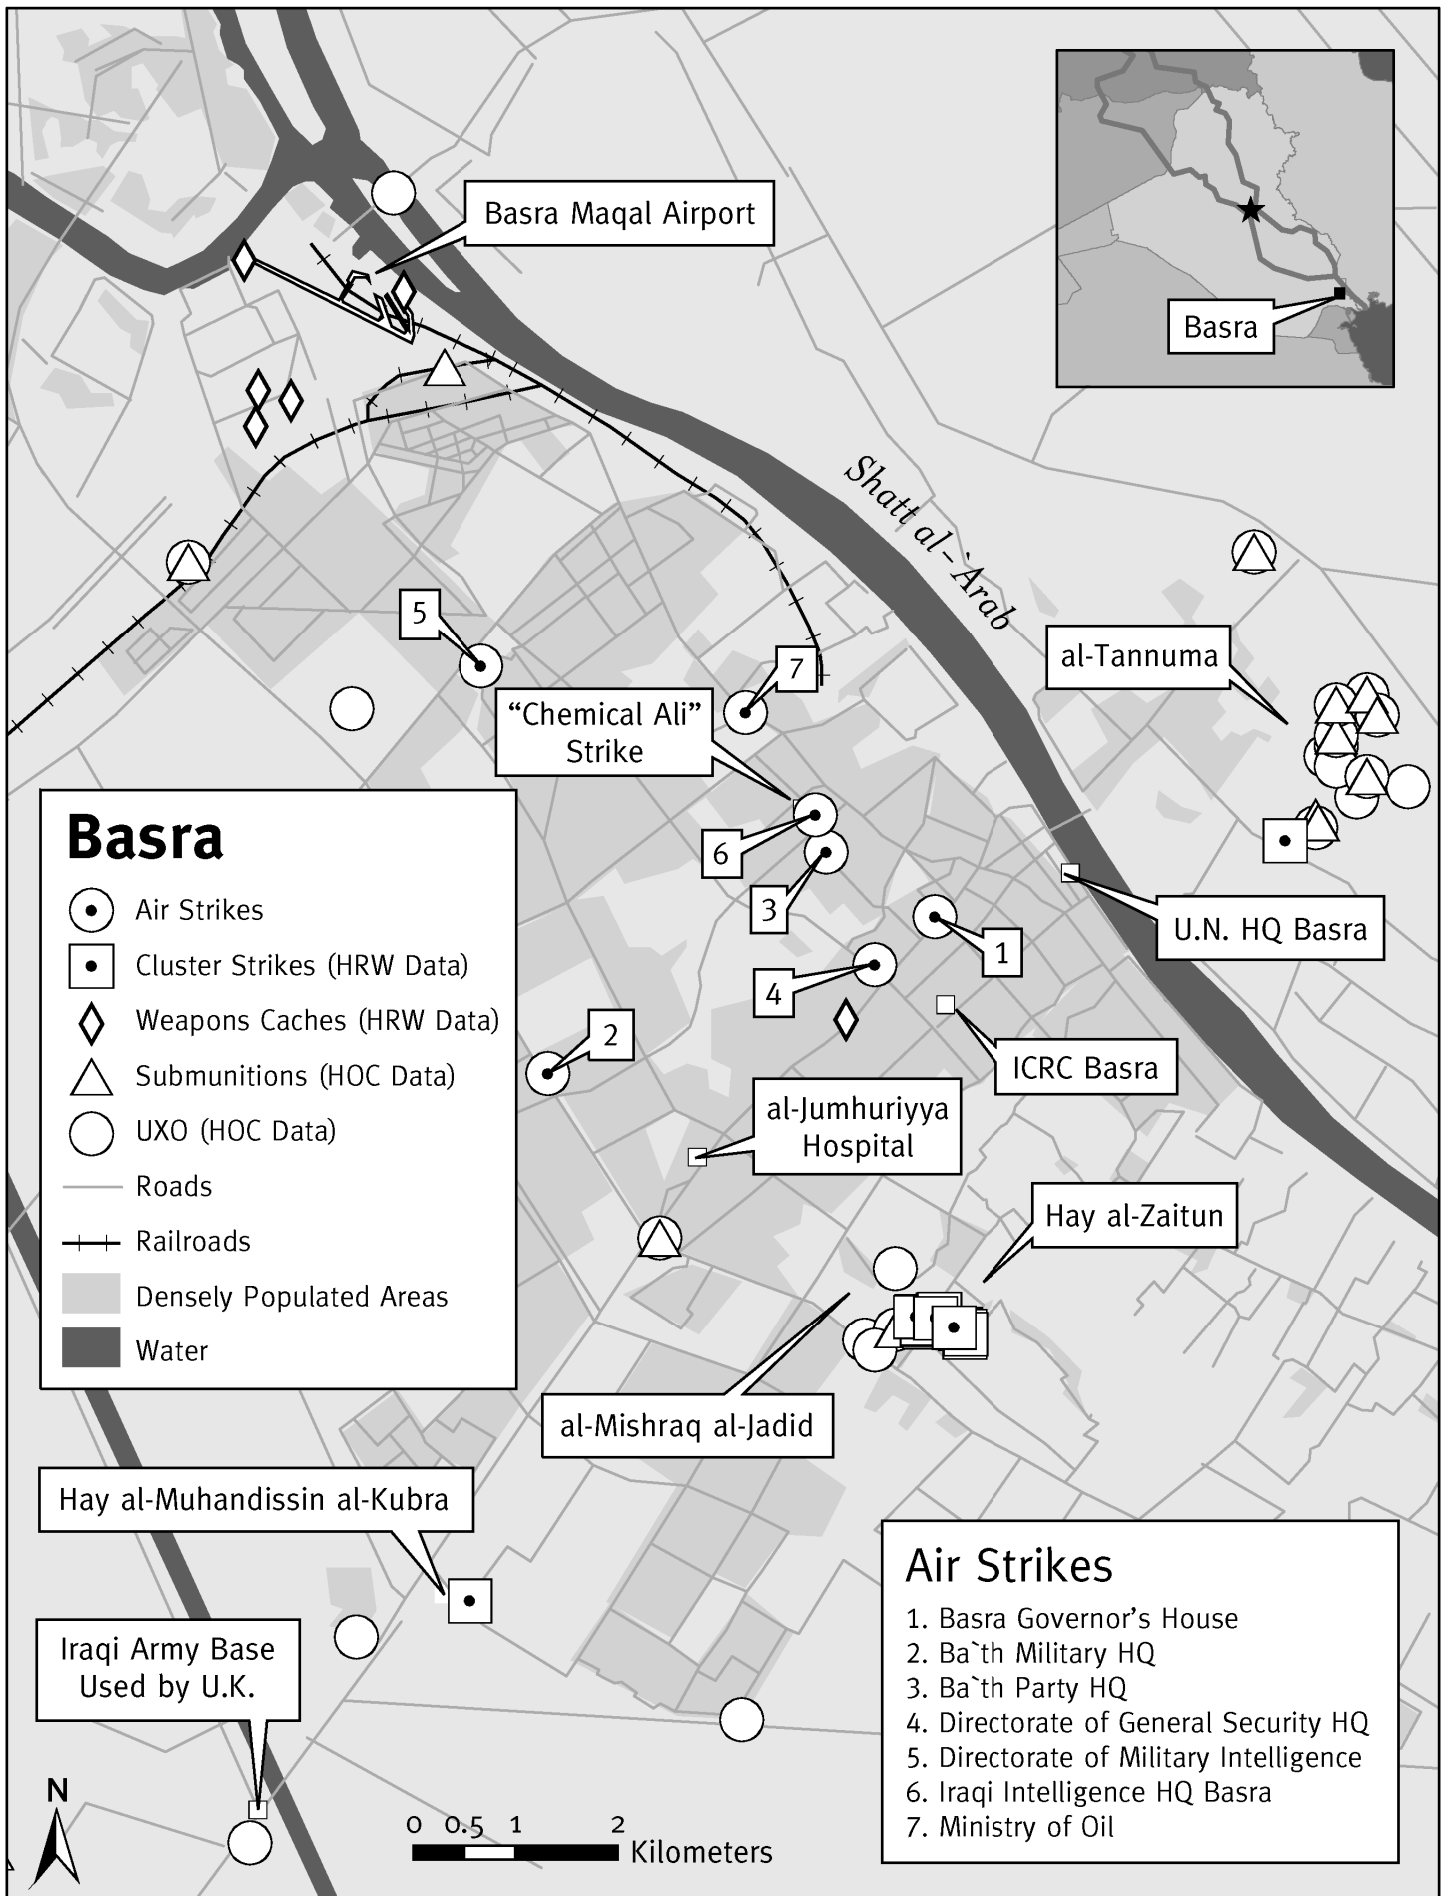 Basra Maqal Airport
Basra
Shatt al-`Arab
5
al-Tannuma
7
“Chemical Ali”
Strike
6
3
1
U.N. HQ Basra
4
2
ICRC Basra
al-Jumhuriyya
Hospital
Hay al-Zaitun
al-Mishraq al-Jadid
Basra
Air Strikes
Cluster Strikes (HRW Data)
Weapons Caches (HRW Data)
Submunitions (HOC Data)
UXO (HOC Data)
Roads
Railroads
Densely Populated Areas
Water
Hay al-Muhandissin al-Kubra
Iraqi Army Base
Used by U.K.
Air Strikes
1. Basra Governor’s House
2. Ba`th Military HQ
3. Ba`th Party HQ
4. Directorate of General Security HQ
5. Directorate of Military Intelligence
6. Iraqi Intelligence HQ Basra
7. Ministry of Oil
N
0 0.5 1 2
Kilometers